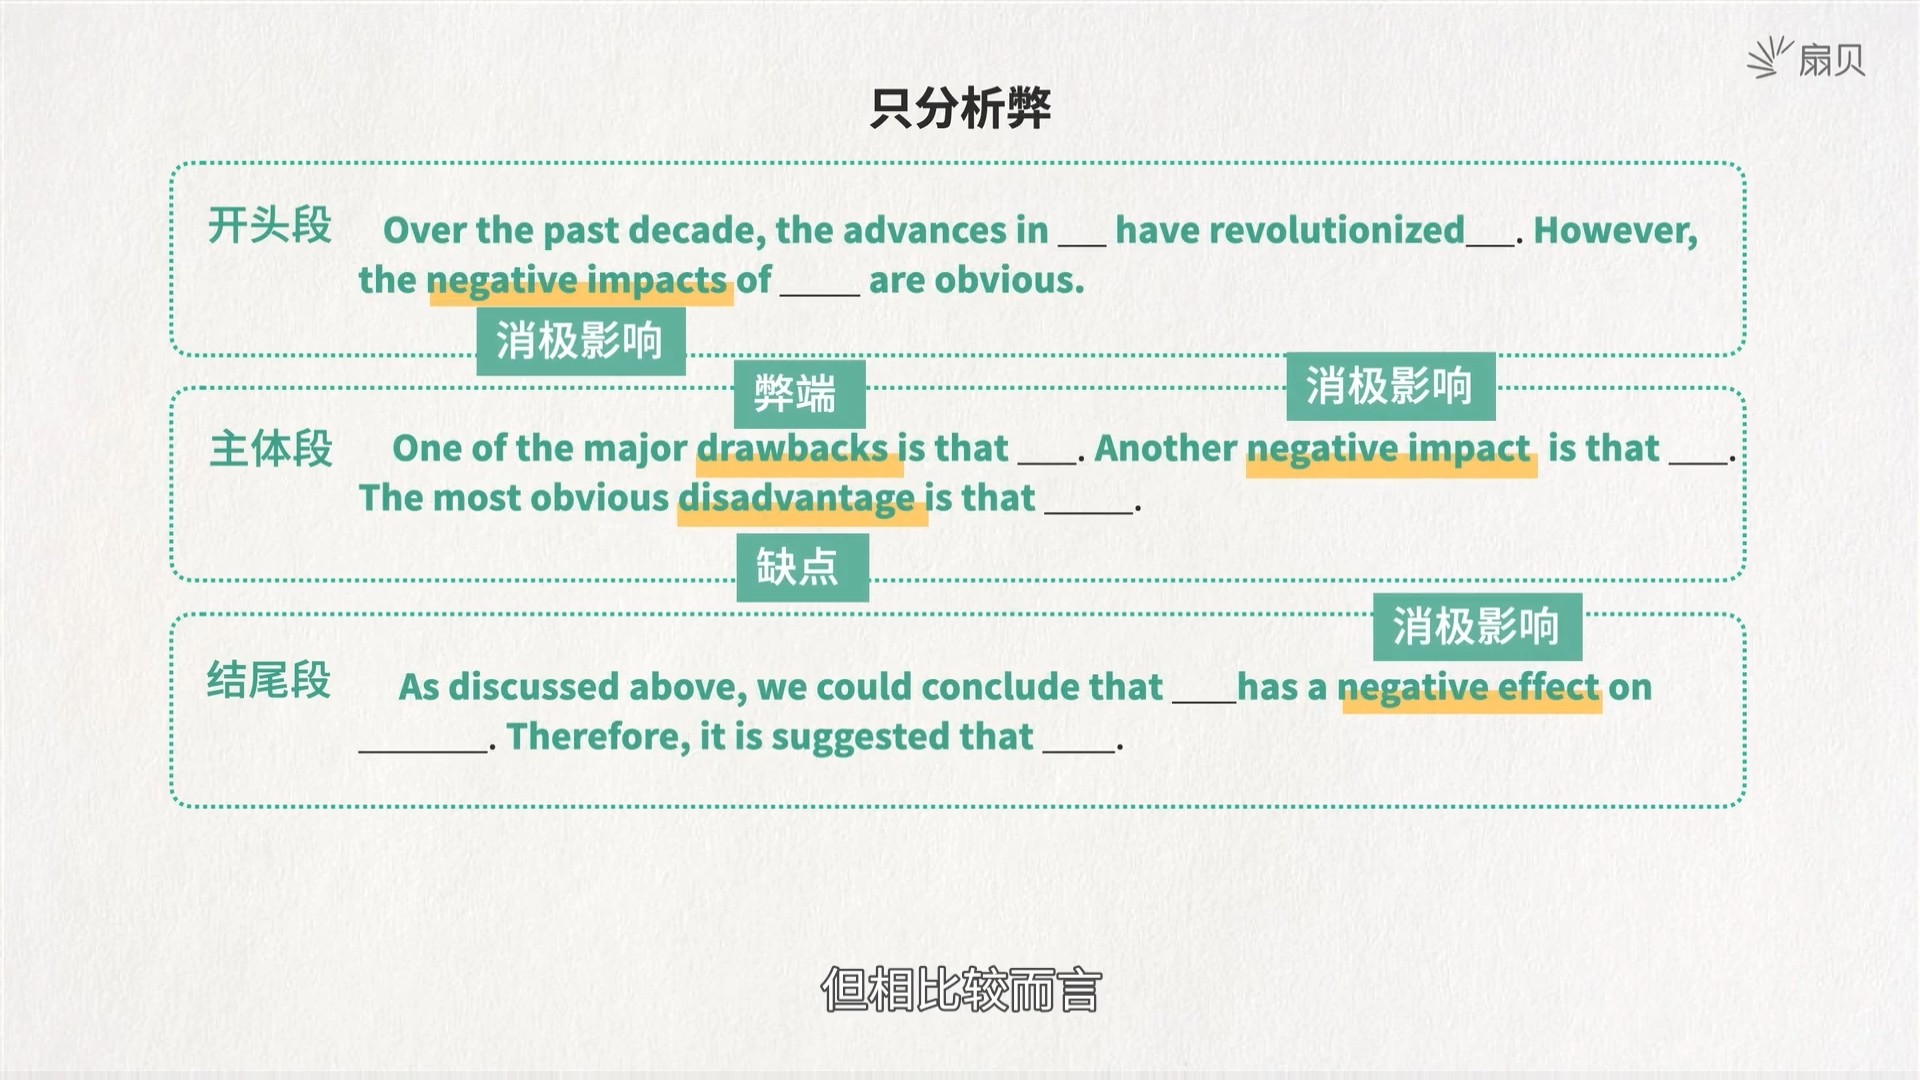 扇贝
只分析弊
开头段
Over the past decade, the advances in ___ have revolutionized___. However,
the negative impacts of ____ are obvious.
消极影响
弊端
消极影响
主体段
One of the major drawbacks is that ___. Another negative impact is that ___.
The most obvious disadvantage is that ____.
缺点
消极影响
结尾段
As discussed above, we could conclude that ___has a negative effect on
______. Therefore, it is suggested that ___.
但相比较而言